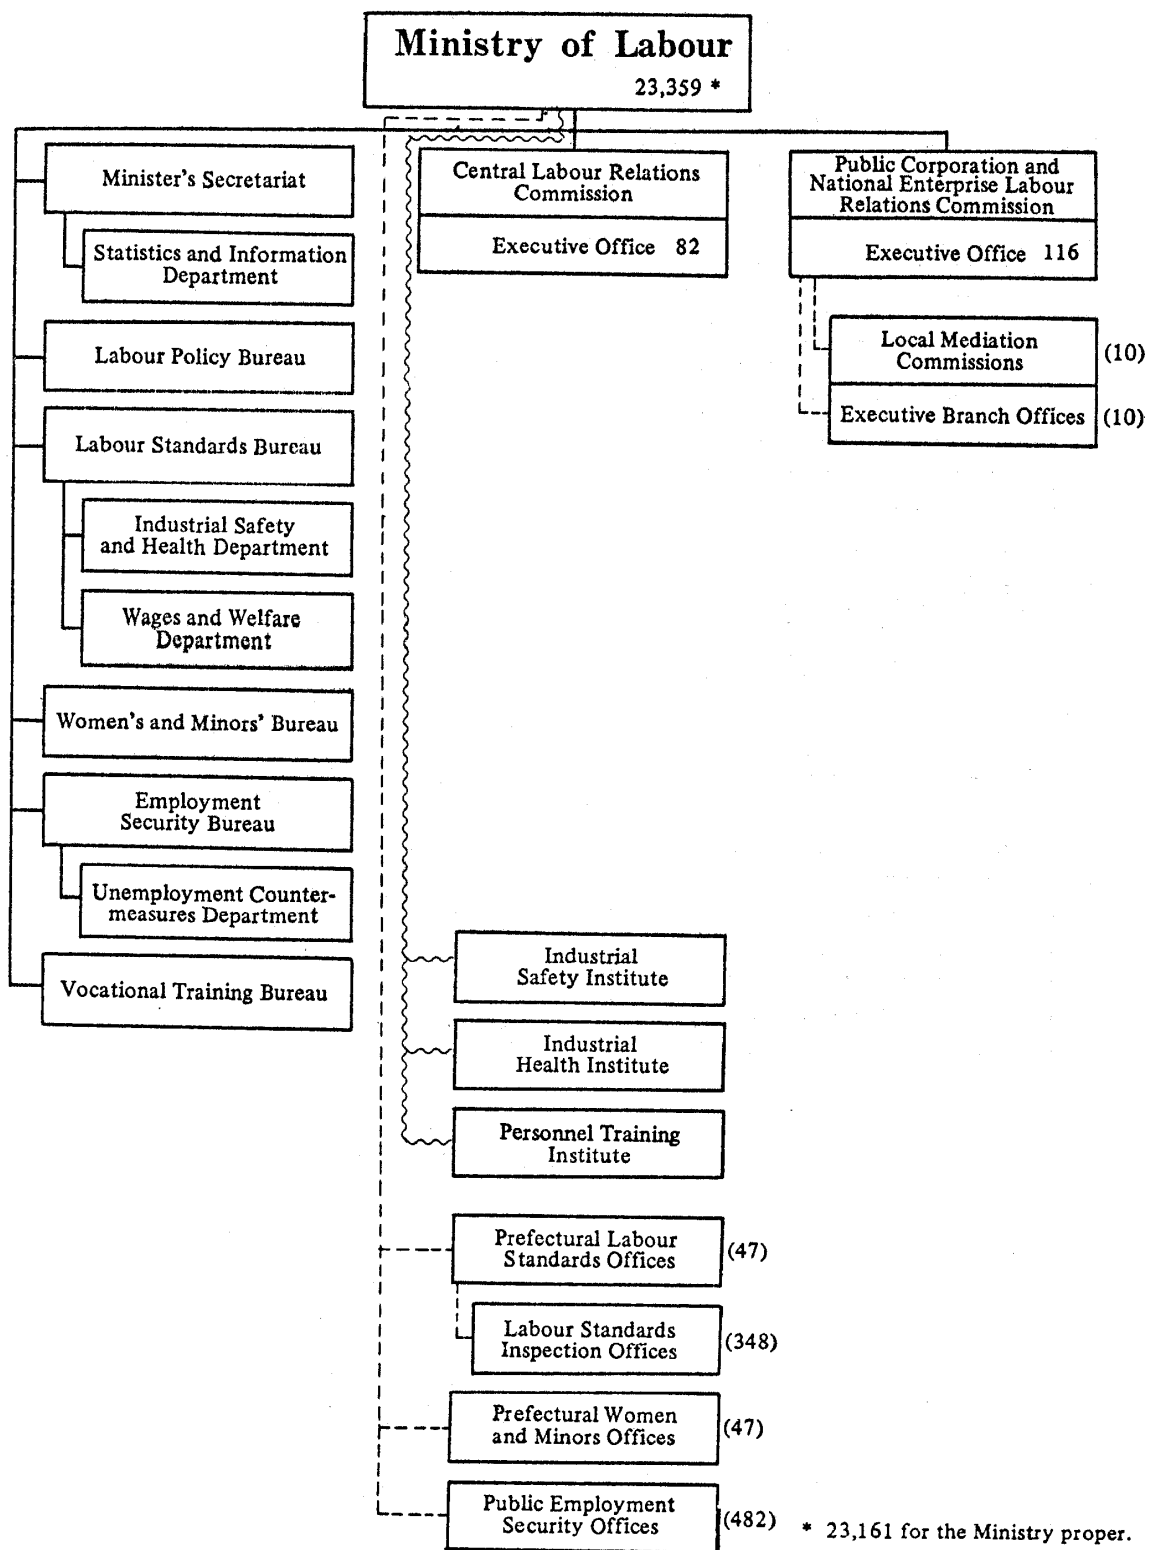 Ministry of Labour
23,359 *
Minister's Secretariat
Statistics and Information
Department
Labour Policy Bureau
Labour Standards Bureau
Industrial Safety
and Health Department
Wages and Welfare
Department
Women's and Minors' Bureau
Employment
Security Bureau
Unemployment Counter-
measures Department
Vocational Training Bureau
Central Labour Relations
Commission
Executive Office 82
Public Corporation and
National Enterprise Labour
Relations Commission
Executive Office 116
Local Mediation
Commissions
(10)
Executive Branch Offices
(10)
Industrial
Safety Institute
Industrial
Health Institute
Personnel Training
Institute
Prefectural Labour
Standards Offices
(47)
Labour Standards
Inspection Offices
(348)
Prefectural Women
and Minors Offices
(47)
Public Employment
Security Offices
(482)
* 23,161 for the Ministry proper.